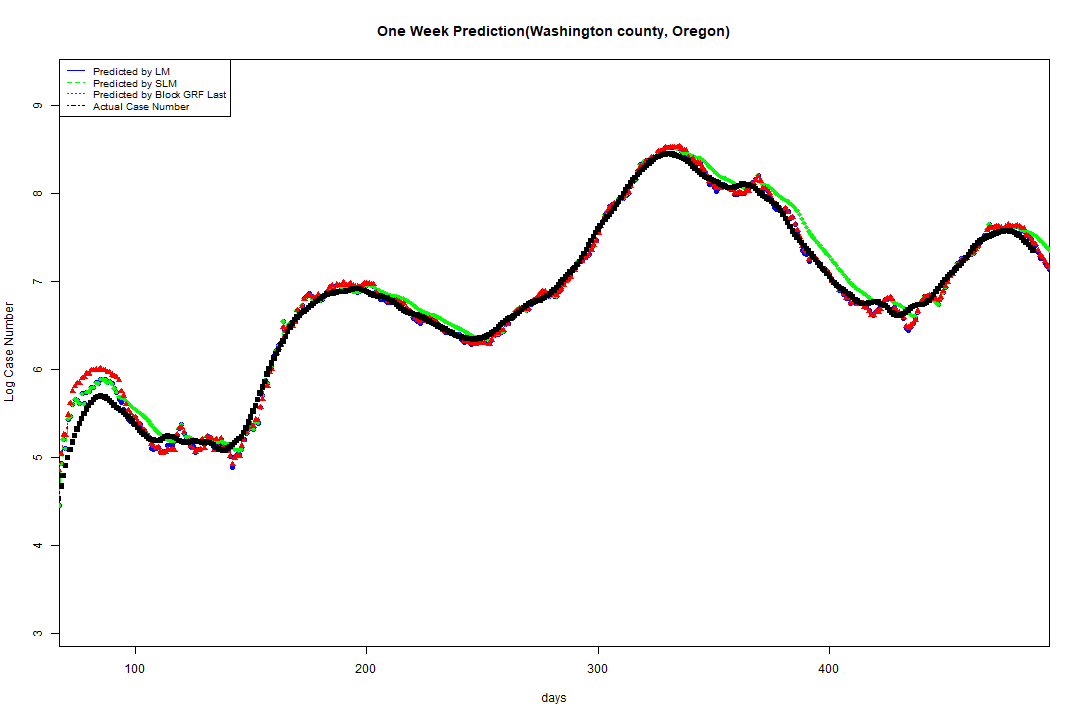 One Week Prediction(Washington county, Oregon)
Predicted by LM
Predicted by SLM
Predicted by Block GRF Last
Actual Case Number
9
8
7
6
5
4
3
Log Case Number
100 200 300 400
days